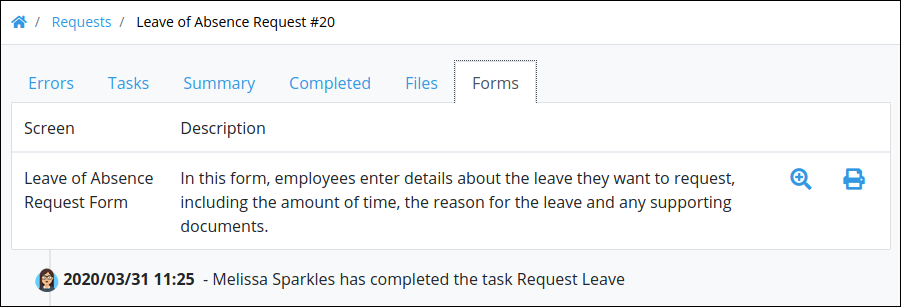 / Requests / Leave of Absence Request #20
Errors Tasks Summary Completed Files Forms
Screen Description
Leave of Absence Request Form
In this form, employees enter details about the leave they want to request,
including the amount of time, the reason for the leave and any supporting
documents.
2020/03/31 11:25 - Melissa Sparkles has completed the task Request Leave